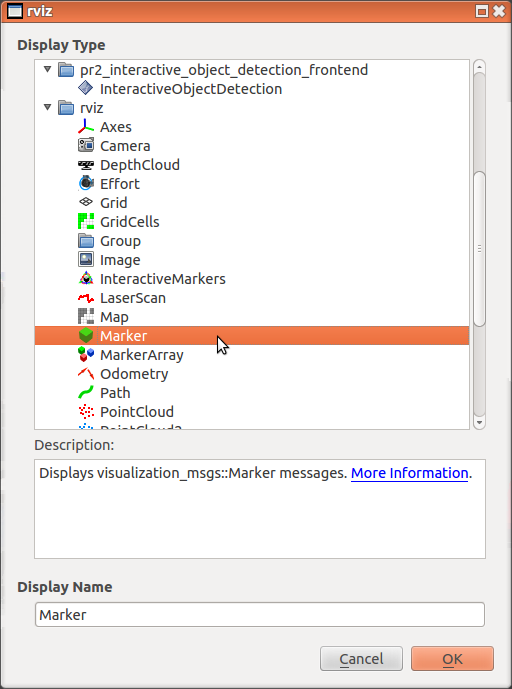 rviz
Display Type
pr2_interactive_object_detection_frontend
InteractiveObjectDetection
rviz
Axes
Camera
DepthCloud
Effort
Grid
GridCells
Group
Image
InteractiveMarkers
LaserScan
Map
Marker
MarkerArray
Odometry
Path
PointCloud
PointCloud2
Description:
Displays visualization_msgs::Marker messages. More Information.
Display Name
Marker
Cancel OK